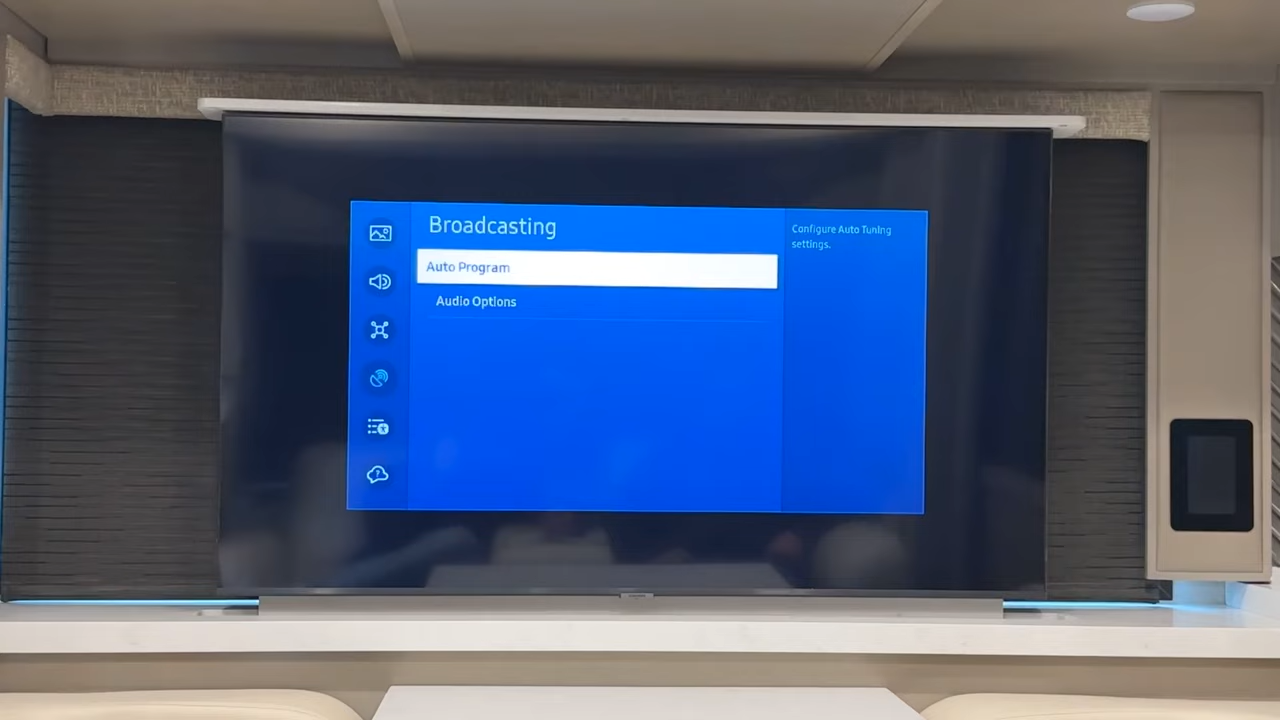 Broadcasting
Auto Program
Audio Options
Configure Auto Tuning
settings.